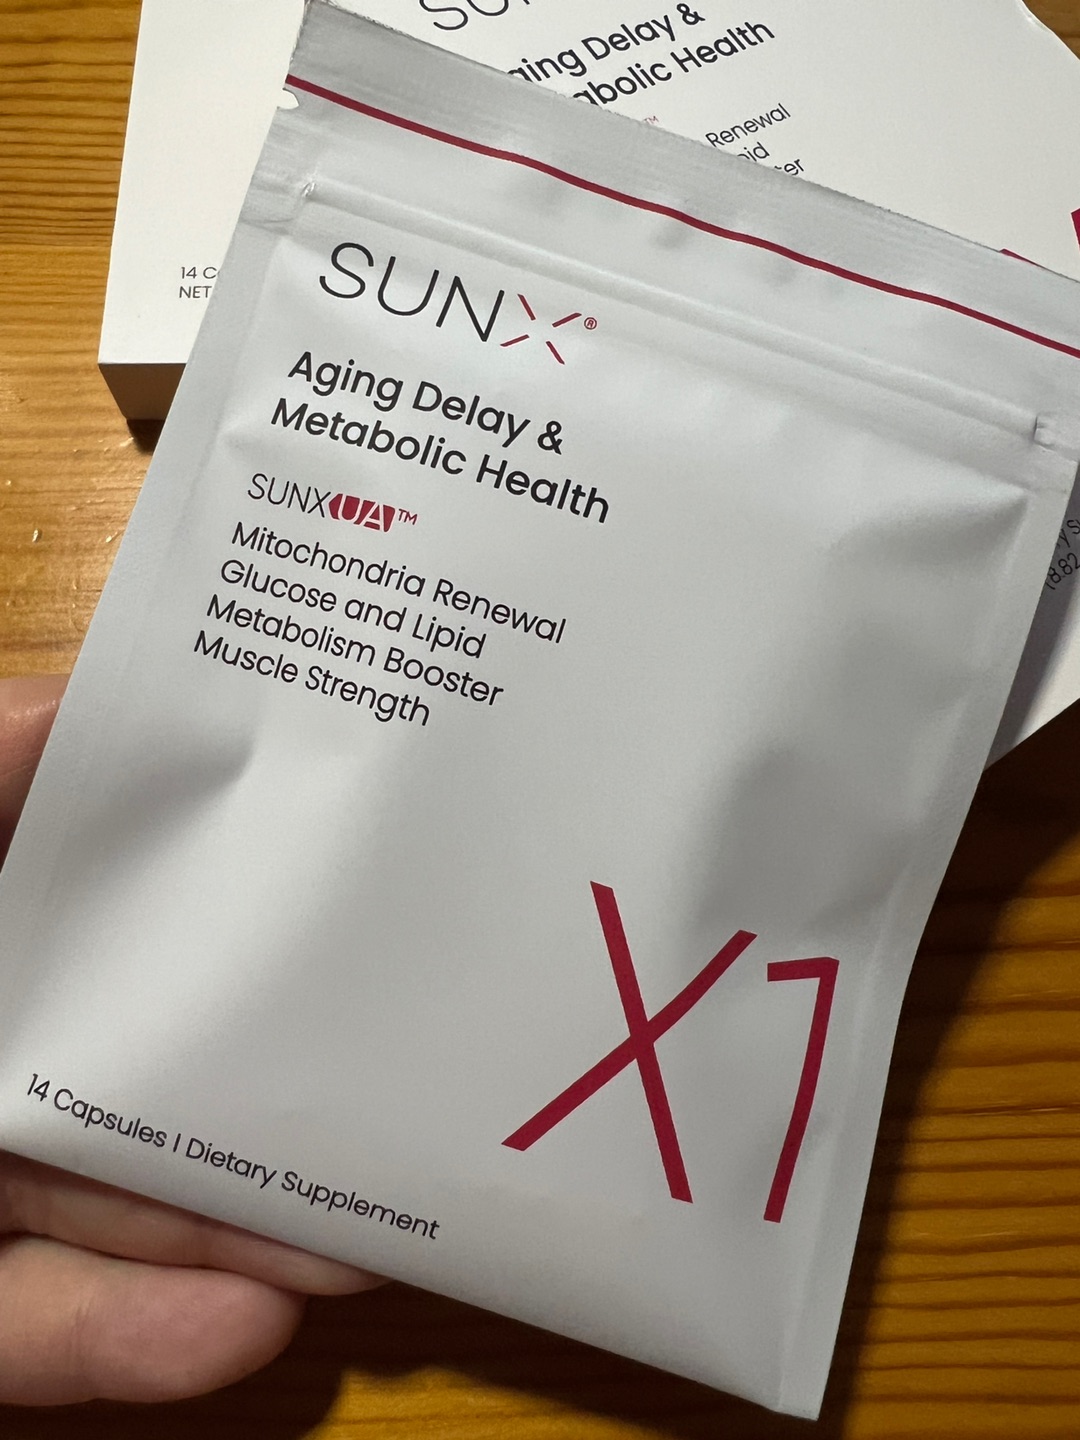 Aging Delay &
Metabolic Health
Renewal
14
NET
SUNX®
Aging Delay &
Metabolic Health
SUNXUA™
Mitochondria Renewal
Glucose and Lipid
Metabolism Booster
Muscle Strength
X1
14 Capsules | Dietary Supplement